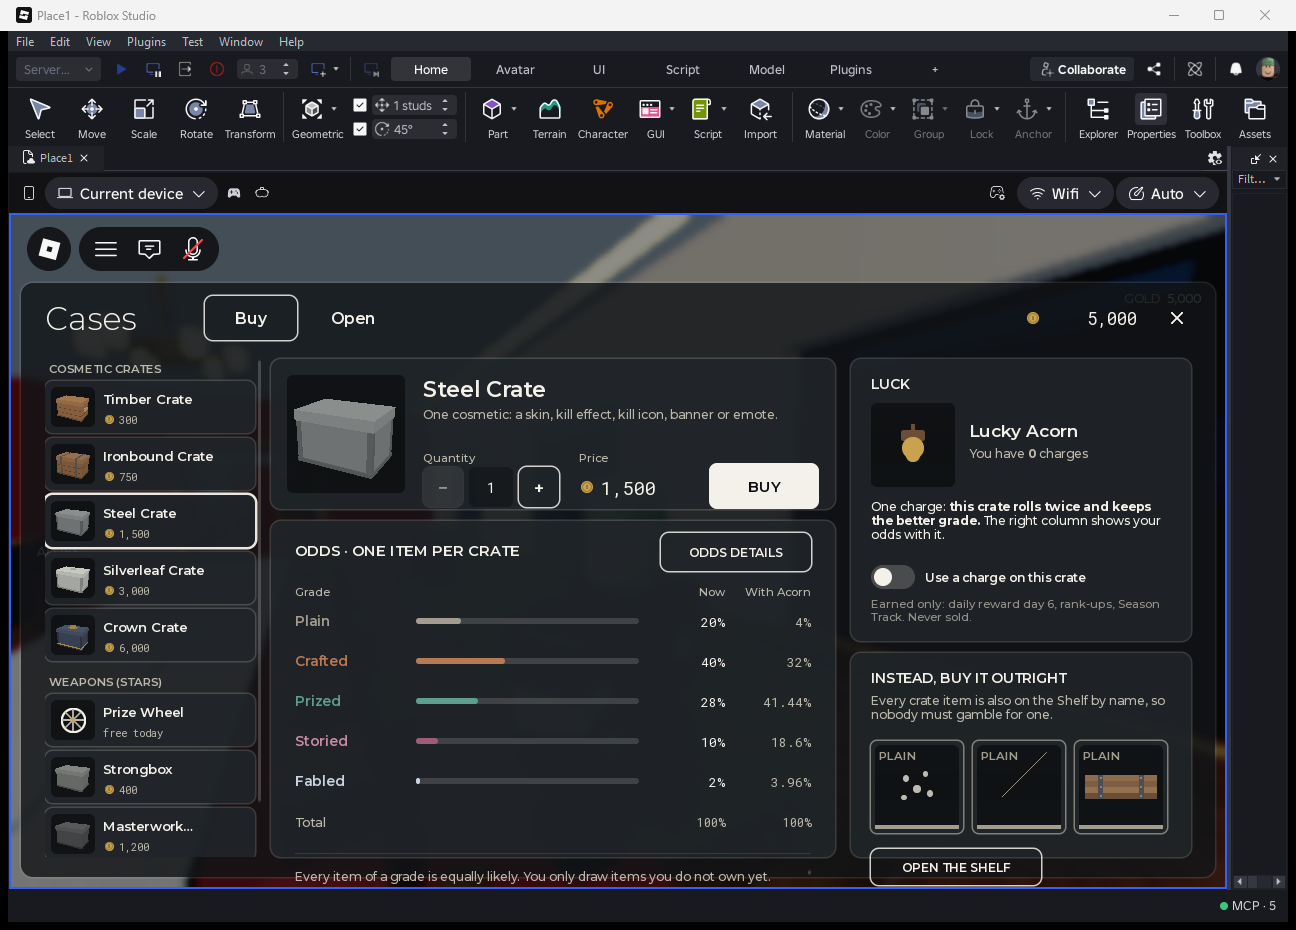 Place1 - Roblox Studio
File Edit View Plugins Test Window Help
Server... 3 Home Avatar UI Script Model Plugins + Collaborate
1 studs
45°
Select Move Scale Rotate Transform Geometric Part Terrain Character GUI Script Import Material Color Group Lock Anchor Explorer Properties Toolbox Assets
Place1
Filt...
Current device Wifi Auto
GOLD 5,000
Cases Buy Open 5,000
COSMETIC CRATES
Timber Crate
300
Ironbound Crate
750
Steel Crate
1,500
Silverleaf Crate
3,000
Crown Crate
6,000
WEAPONS (STARS)
Prize Wheel
free today
Strongbox
400
Masterwork...
1,200
Steel Crate
One cosmetic: a skin, kill effect, kill icon, banner or emote.
Quantity Price
− 1 + 1,500 BUY
ODDS · ONE ITEM PER CRATE ODDS DETAILS
Grade Now With Acorn
Plain 20% 4%
Crafted 40% 32%
Prized 28% 41.44%
Storied 10% 18.6%
Fabled 2% 3.96%
Total 100% 100%
Every item of a grade is equally likely. You only draw items you do not own yet.
LUCK
Lucky Acorn
You have 0 charges
One charge: this crate rolls twice and keeps
the better grade. The right column shows your
odds with it.
Use a charge on this crate
Earned only: daily reward day 6, rank-ups, Season
Track. Never sold.
INSTEAD, BUY IT OUTRIGHT
Every crate item is also on the Shelf by name, so
nobody must gamble for one.
PLAIN PLAIN PLAIN
OPEN THE SHELF
MCP · 5